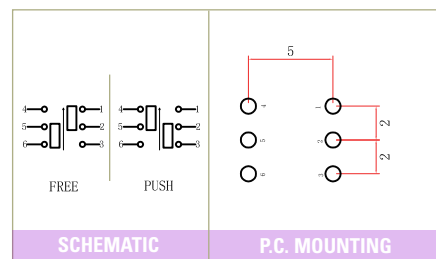 4 1 4 1
5 2 5 2
6 3 6 3
FREE PUSH
SCHEMATIC
5
4 1
2
5 2
2
6 3
P.C. MOUNTING